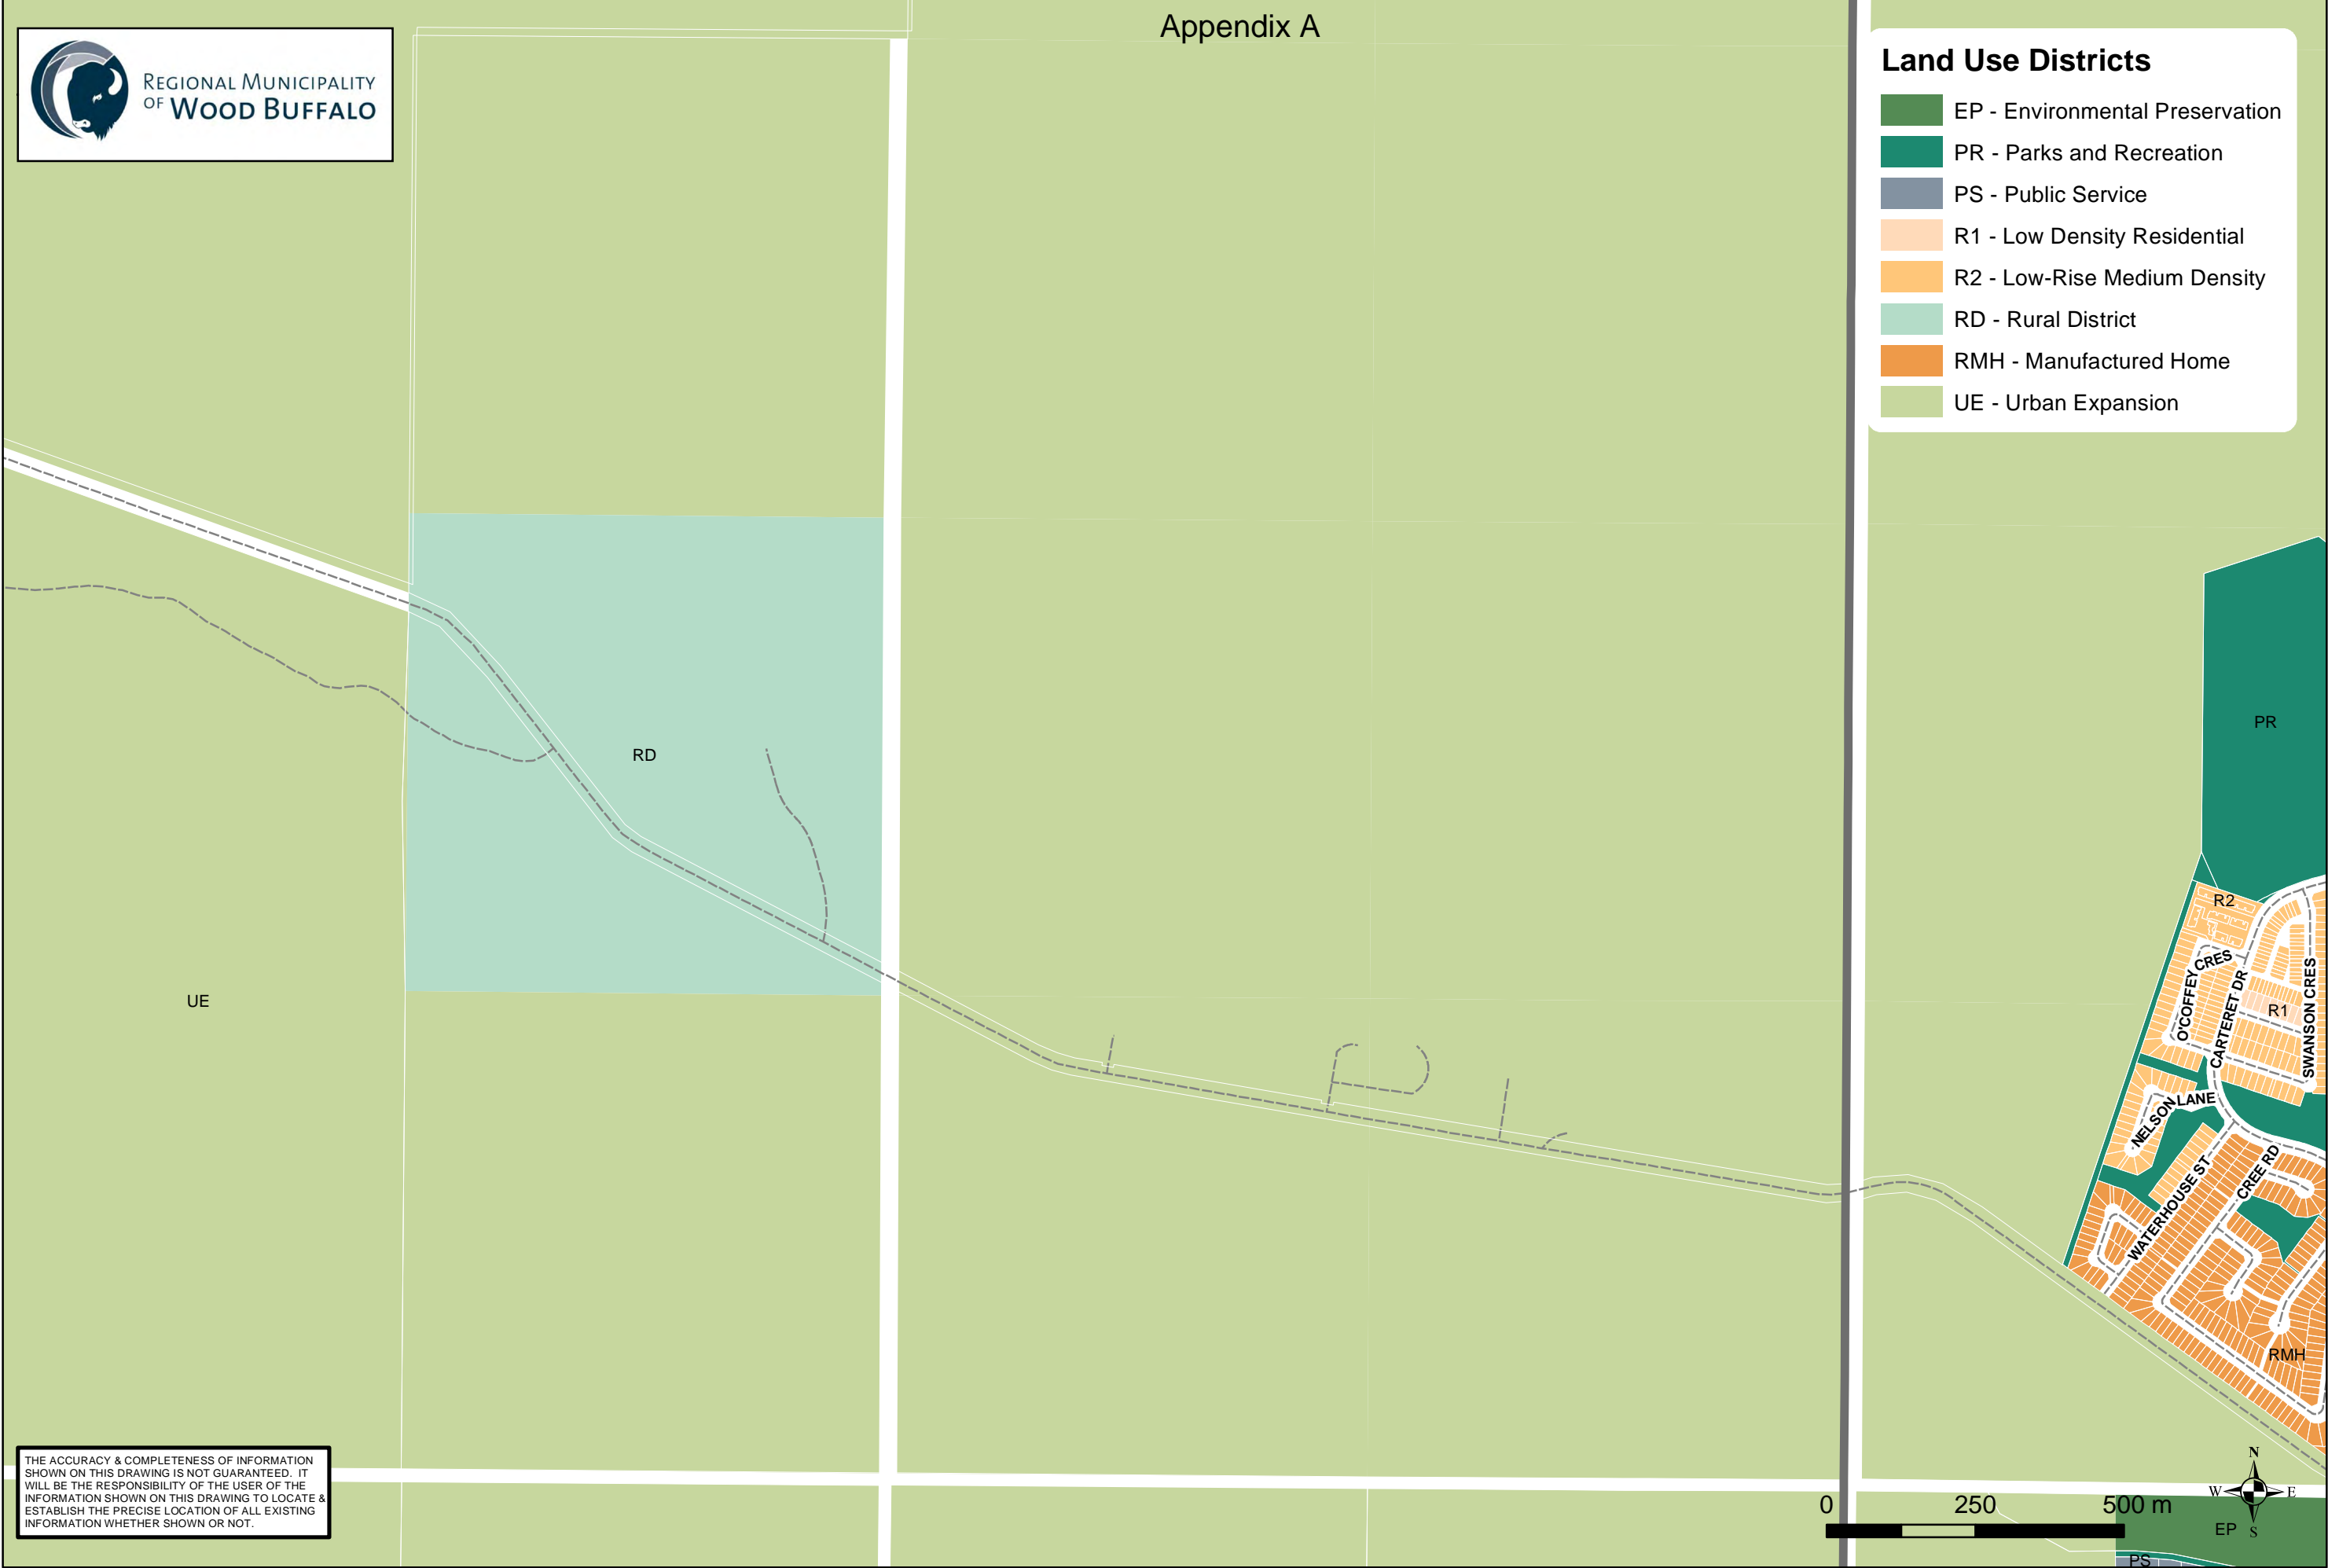 Appendix A
REGIONAL MUNICIPALITY
OF WOOD BUFFALO
Land Use Districts
EP - Environmental Preservation
PR - Parks and Recreation
PS - Public Service
R1 - Low Density Residential
R2 - Low-Rise Medium Density
RD - Rural District
RMH - Manufactured Home
UE - Urban Expansion
PR
RD
R2
O'COFFEY CRES
CARTERET DR
SWANSON CRES
R1
UE
NELSON LANE
WATERHOUSE ST
CREE RD
RMH
THE ACCURACY & COMPLETENESS OF INFORMATION
SHOWN ON THIS DRAWING IS NOT GUARANTEED. IT
WILL BE THE RESPONSIBILITY OF THE USER OF THE
INFORMATION SHOWN ON THIS DRAWING TO LOCATE &
ESTABLISH THE PRECISE LOCATION OF ALL EXISTING
INFORMATION WHETHER SHOWN OR NOT.
0 250 500 m
N
W E
S
EP
PS